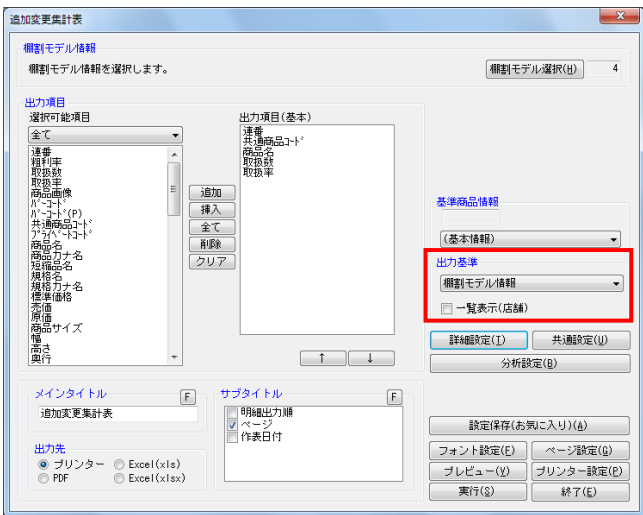 追加変更集計表
棚割モデル情報
棚割モデル情報を選択します。
棚割モデル選択(H)
4
出力項目
選択可能項目
全て
連番
粗利率
取扱数
取扱率
商品画像
ﾊﾞｰｺｰﾄﾞ
ﾊﾞｰｺｰﾄﾞ(P)
共通商品ｺｰﾄﾞ
ﾌﾟﾗｲﾍﾞｰﾄｺｰﾄﾞ
商品名
商品カナ名
短縮品名
規格名
規格カナ名
標準価格
売価
原価
商品サイズ
幅
高さ
奥行
追加
挿入
全て
削除
クリア
出力項目(基本)
連番
共通商品ｺｰﾄﾞ
商品名
取扱数
取扱率
↑
↓
基準商品情報
(基本情報)
出力基準
棚割モデル情報
一覧表示(店舗)
詳細設定(I)
共通設定(U)
分析設定(B)
メインタイトル
F
追加変更集計表
サブタイトル
F
明細出力順
ページ
作表日付
出力先
プリンター
Excel(xls)
PDF
Excel(xlsx)
設定保存(お気に入り)(A)
フォント設定(F)
ページ設定(G)
プレビュー(V)
プリンター設定(P)
実行(S)
終了(E)